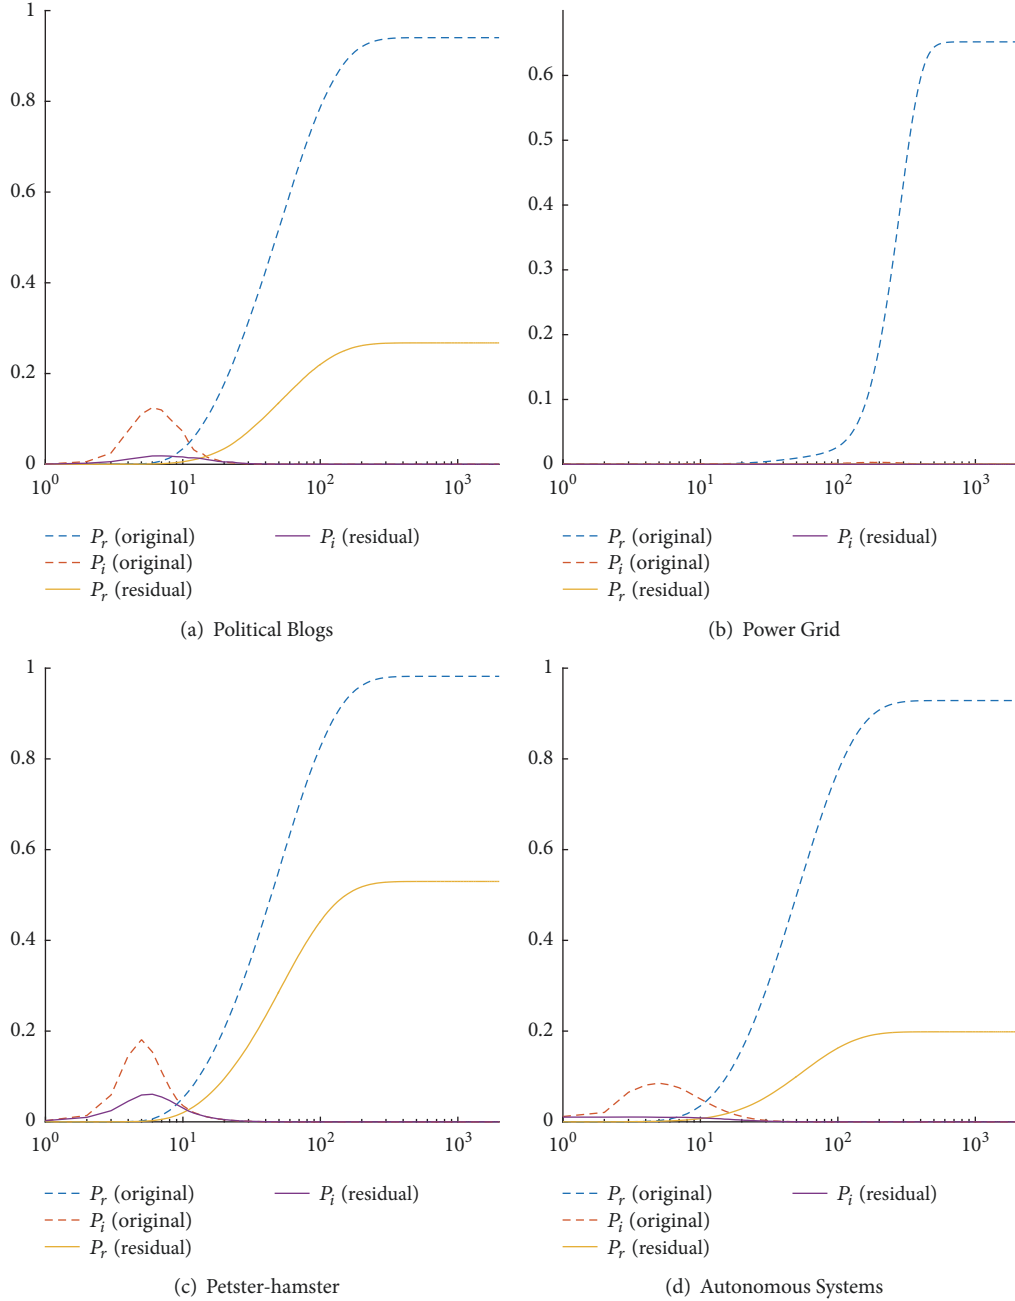 1
0.8
0.6
0.4
0.2
0
10^0 10^1 10^2 10^3
P_r (original)
P_i (original)
P_r (residual)
P_i (residual)
(a) Political Blogs
0.6
0.5
0.4
0.3
0.2
0.1
0
10^0 10^1 10^2 10^3
P_r (original)
P_i (original)
P_r (residual)
P_i (residual)
(b) Power Grid
1
0.8
0.6
0.4
0.2
0
10^0 10^1 10^2 10^3
P_r (original)
P_i (original)
P_r (residual)
P_i (residual)
(c) Petster-hamster
1
0.8
0.6
0.4
0.2
0
10^0 10^1 10^2 10^3
P_r (original)
P_i (original)
P_r (residual)
P_i (residual)
(d) Autonomous Systems